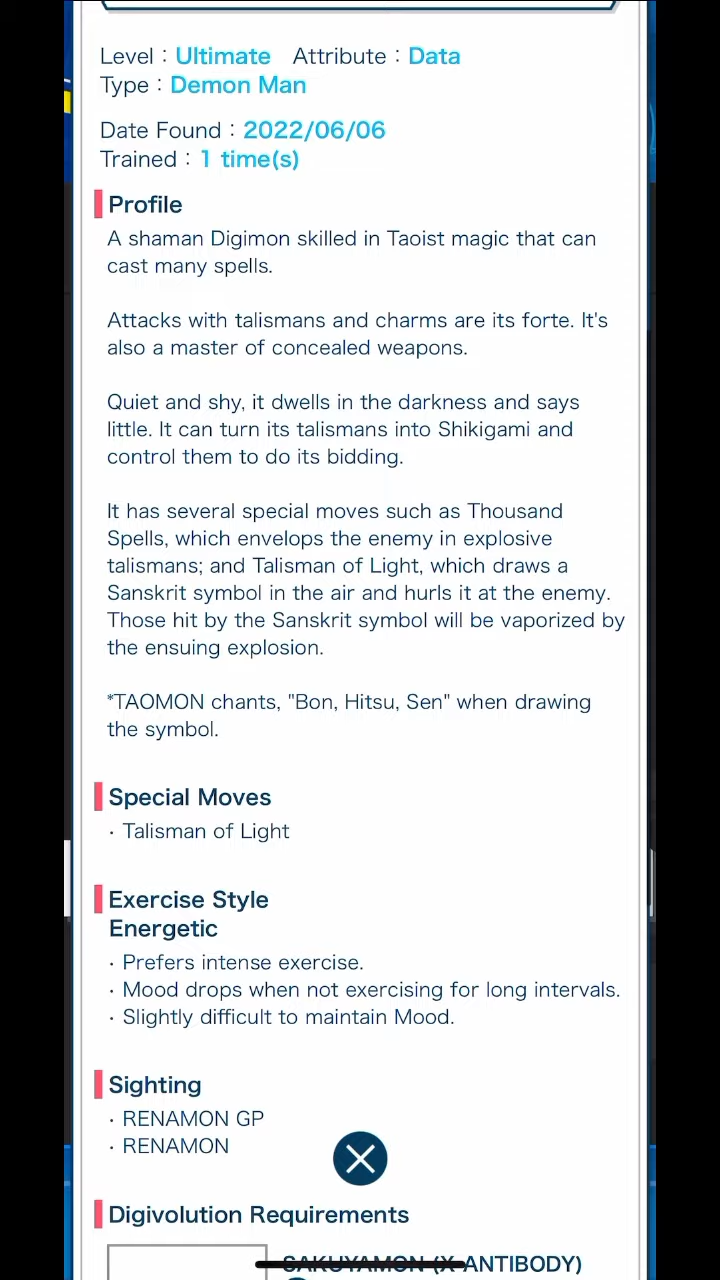 Level : Ultimate Attribute : Data
Type : Demon Man
Date Found : 2022/06/06
Trained : 1 time(s)
Profile
A shaman Digimon skilled in Taoist magic that can
cast many spells.
Attacks with talismans and charms are its forte. It's
also a master of concealed weapons.
Quiet and shy, it dwells in the darkness and says
little. It can turn its talismans into Shikigami and
control them to do its bidding.
It has several special moves such as Thousand
Spells, which envelops the enemy in explosive
talismans; and Talisman of Light, which draws a
Sanskrit symbol in the air and hurls it at the enemy.
Those hit by the Sanskrit symbol will be vaporized by
the ensuing explosion.
*TAOMON chants, "Bon, Hitsu, Sen" when drawing
the symbol.
Special Moves
· Talisman of Light
Exercise Style
Energetic
· Prefers intense exercise.
· Mood drops when not exercising for long intervals.
· Slightly difficult to maintain Mood.
Sighting
· RENAMON GP
· RENAMON
Digivolution Requirements
SAKUYAMON (X-ANTIBODY)